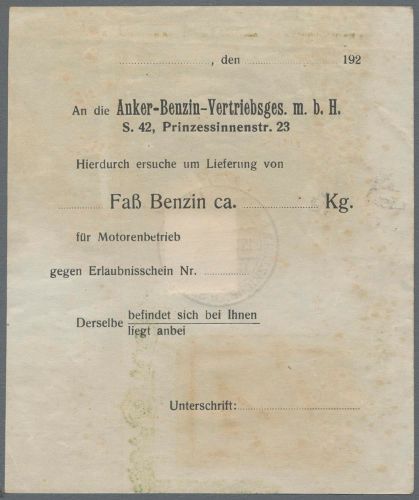 ........................, den ........................ 192
An die Anker-Benzin-Vertriebsges. m. b. H.
S. 42, Prinzessinnenstr. 23
Hierdurch ersuche um Lieferung von
............ Faß Benzin ca. .................... Kg.
für Motorenbetrieb
gegen Erlaubnisschein Nr. ............
Derselbe befindet sich bei Ihnen
liegt anbei
Unterschrift: ................................